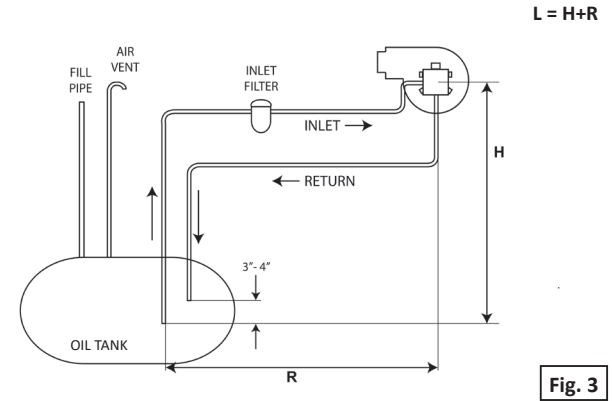 L = H+R
AIR
VENT
FILL
PIPE
INLET
FILTER
INLET
H
RETURN
3"- 4"
OIL TANK
R
Fig. 3